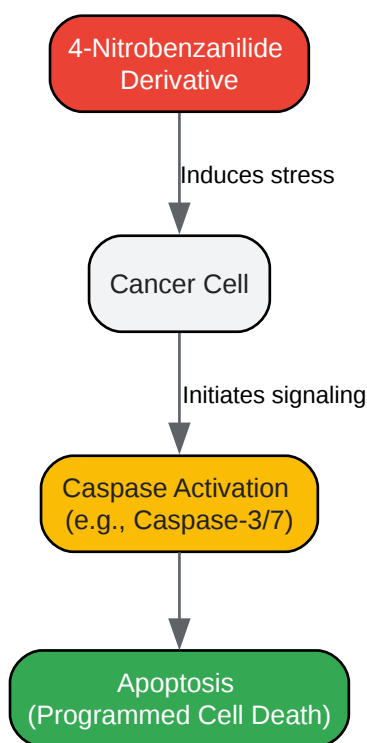 4-Nitrobenzanilide
Derivative
Induces stress
Cancer Cell
Initiates signaling
Caspase Activation
(e.g., Caspase-3/7)
Apoptosis
(Programmed Cell Death)